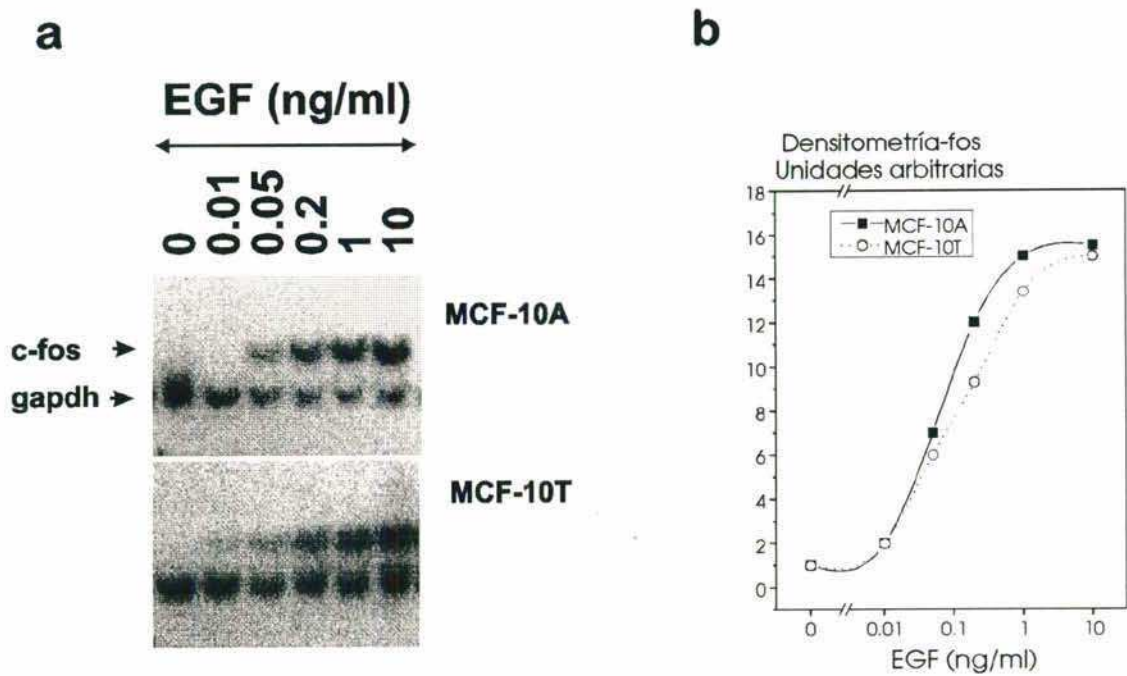 a
EGF (ng/ml)
0 0.01 0.05 0.2 1 10
MCF-10A
c-fos
gapdh
MCF-10T
b
Densitometría-fos
Unidades arbitrarias
18
16
14
12
10
8
6
4
2
0
MCF-10A
MCF-10T
0 0.01 0.1 1 10
EGF (ng/ml)